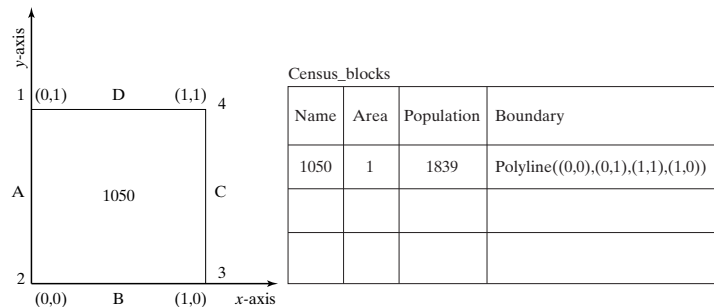 y-axis
1 (0,1) D (1,1) 4
A 1050 C
2 (0,0) B (1,0) 3
x-axis
Census_blocks
Name Area Population Boundary
1050 1 1839 Polyline((0,0),(0,1),(1,1),(1,0))